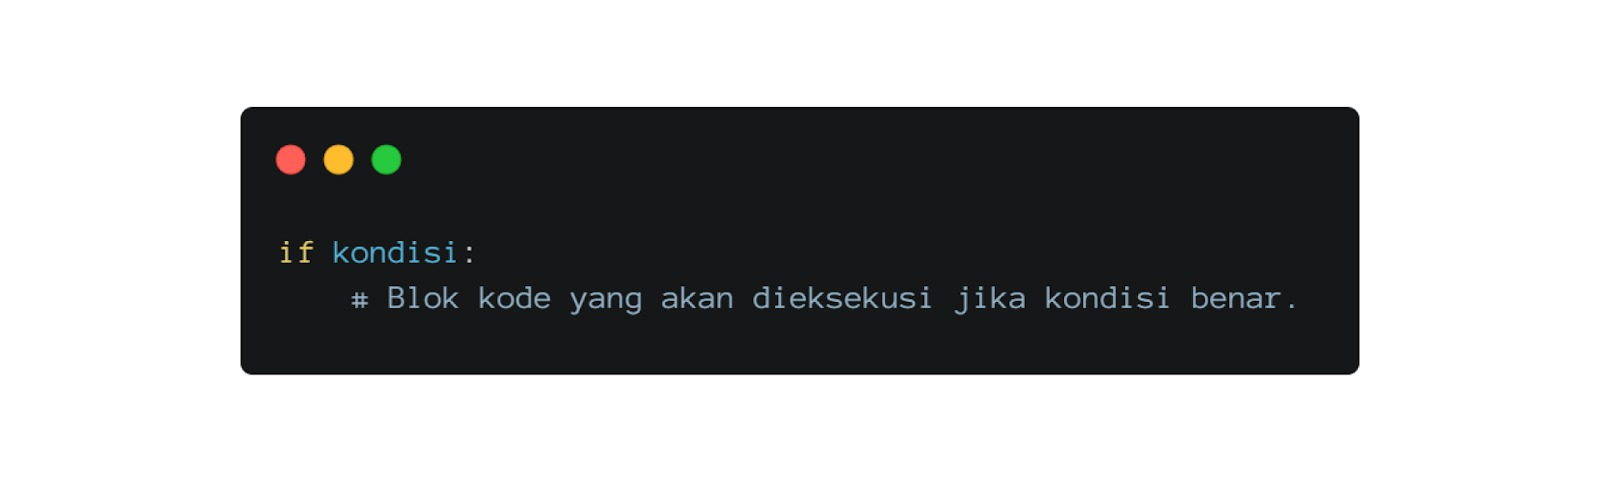 if kondisi:
    # Blok kode yang akan dieksekusi jika kondisi benar.